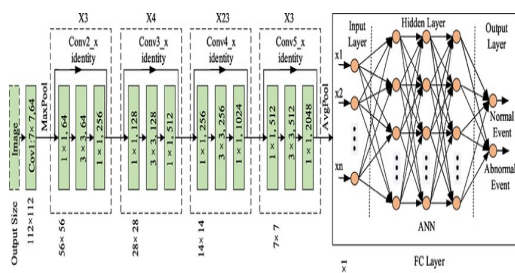 X3
X4
X23
X3
Conv2_x
identity
Conv3_x
identity
Conv4_x
identity
Conv5_x
identity
Image
Cov1 7× 7,64
MaxPool
1 × 1, 64
3 × 3, 64
1 × 1, 256
1 × 1, 128
3 × 3, 128
1 × 1, 512
1 × 1, 256
3 × 3, 256
1 × 1, 1024
1 × 1, 512
3 × 3, 512
1 × 1, 2048
AvgPool
Output Size
112×112
56× 56
28× 28
14× 14
7× 7
×1
Input
Layer
Hidden Layer
Output
Layer
x1
x2
xn
Normal
Event
Abnormal
Event
ANN
FC Layer